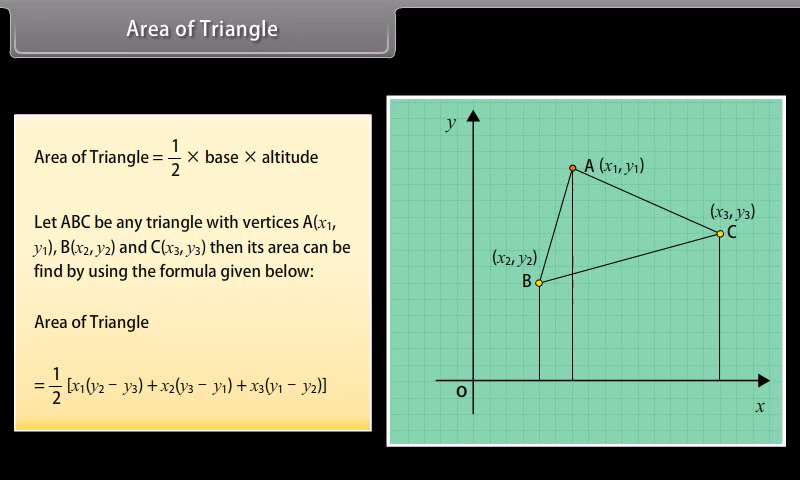 Area of Triangle
Area of Triangle = 1/2 × base × altitude
Let ABC be any triangle with vertices A(x₁,
y₁), B(x₂, y₂) and C(x₃, y₃) then its area can be
find by using the formula given below:
Area of Triangle
= 1/2 [x₁(y₂ − y₃) + x₂(y₃ − y₁) + x₃(y₁ − y₂)]
y
A (x₁, y₁)
(x₃, y₃)
C
(x₂, y₂)
B
O
x